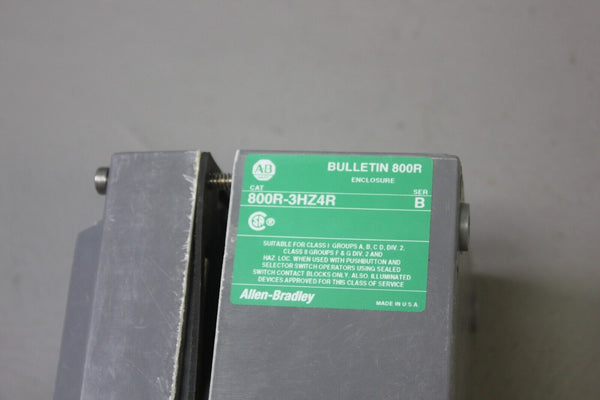 AB
BULLETIN 800R
ENCLOSURE
CAT
SER
800R-3HZ4R
B
SA ®
SUITABLE FOR CLASS I GROUPS A, B, C D, DIV. 2,
CLASS II GROUPS F & G DIV. 2 AND
HAZ. LOC. WHEN USED WITH PUSHBUTTON AND
SELECTOR SWITCH OPERATORS USING SEALED
SWITCH CONTACT BLOCKS ONLY. ALSO, ILLUMINATED
DEVICES APPROVED FOR THIS CLASS OF SERVICE
Allen-Bradley
MADE IN U.S.A.